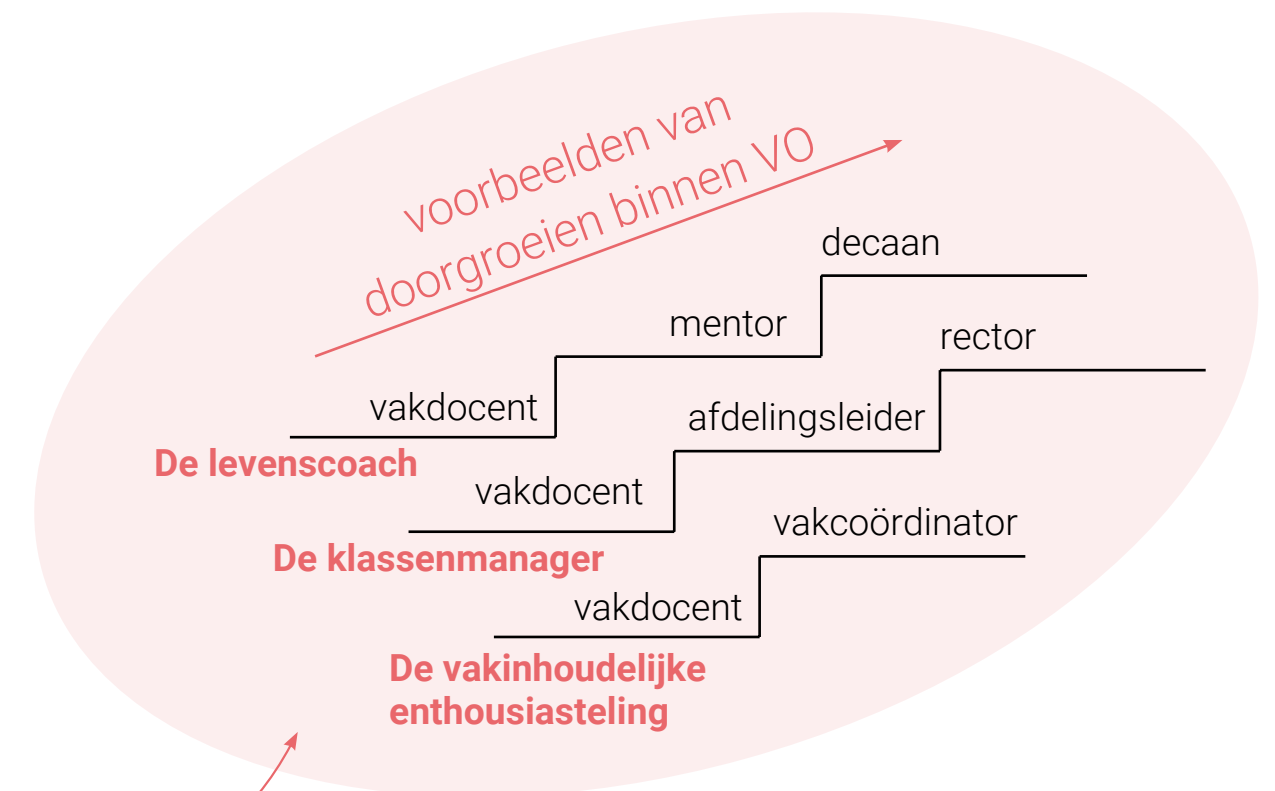 voorbeelden van
doorgroeien binnen VO
decaan
mentor
vakdocent
De levenscoach
rector
afdelingsleider
vakdocent
De klassenmanager
vakcoördinator
vakdocent
De vakinhoudelijke
enthousiasteling